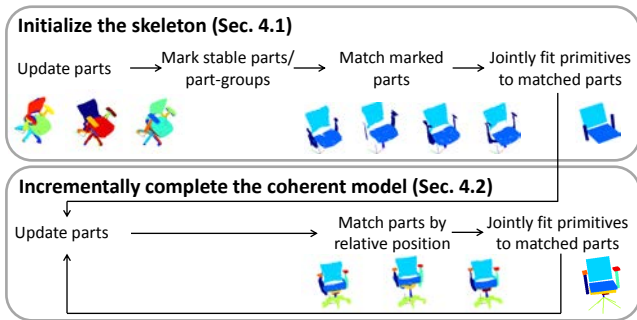 Initialize the skeleton (Sec. 4.1)
Update parts
Mark stable parts/
part-groups
Match marked
parts
Jointly fit primitives
to matched parts
Incrementally complete the coherent model (Sec. 4.2)
Update parts
Match parts by
relative position
Jointly fit primitives
to matched parts